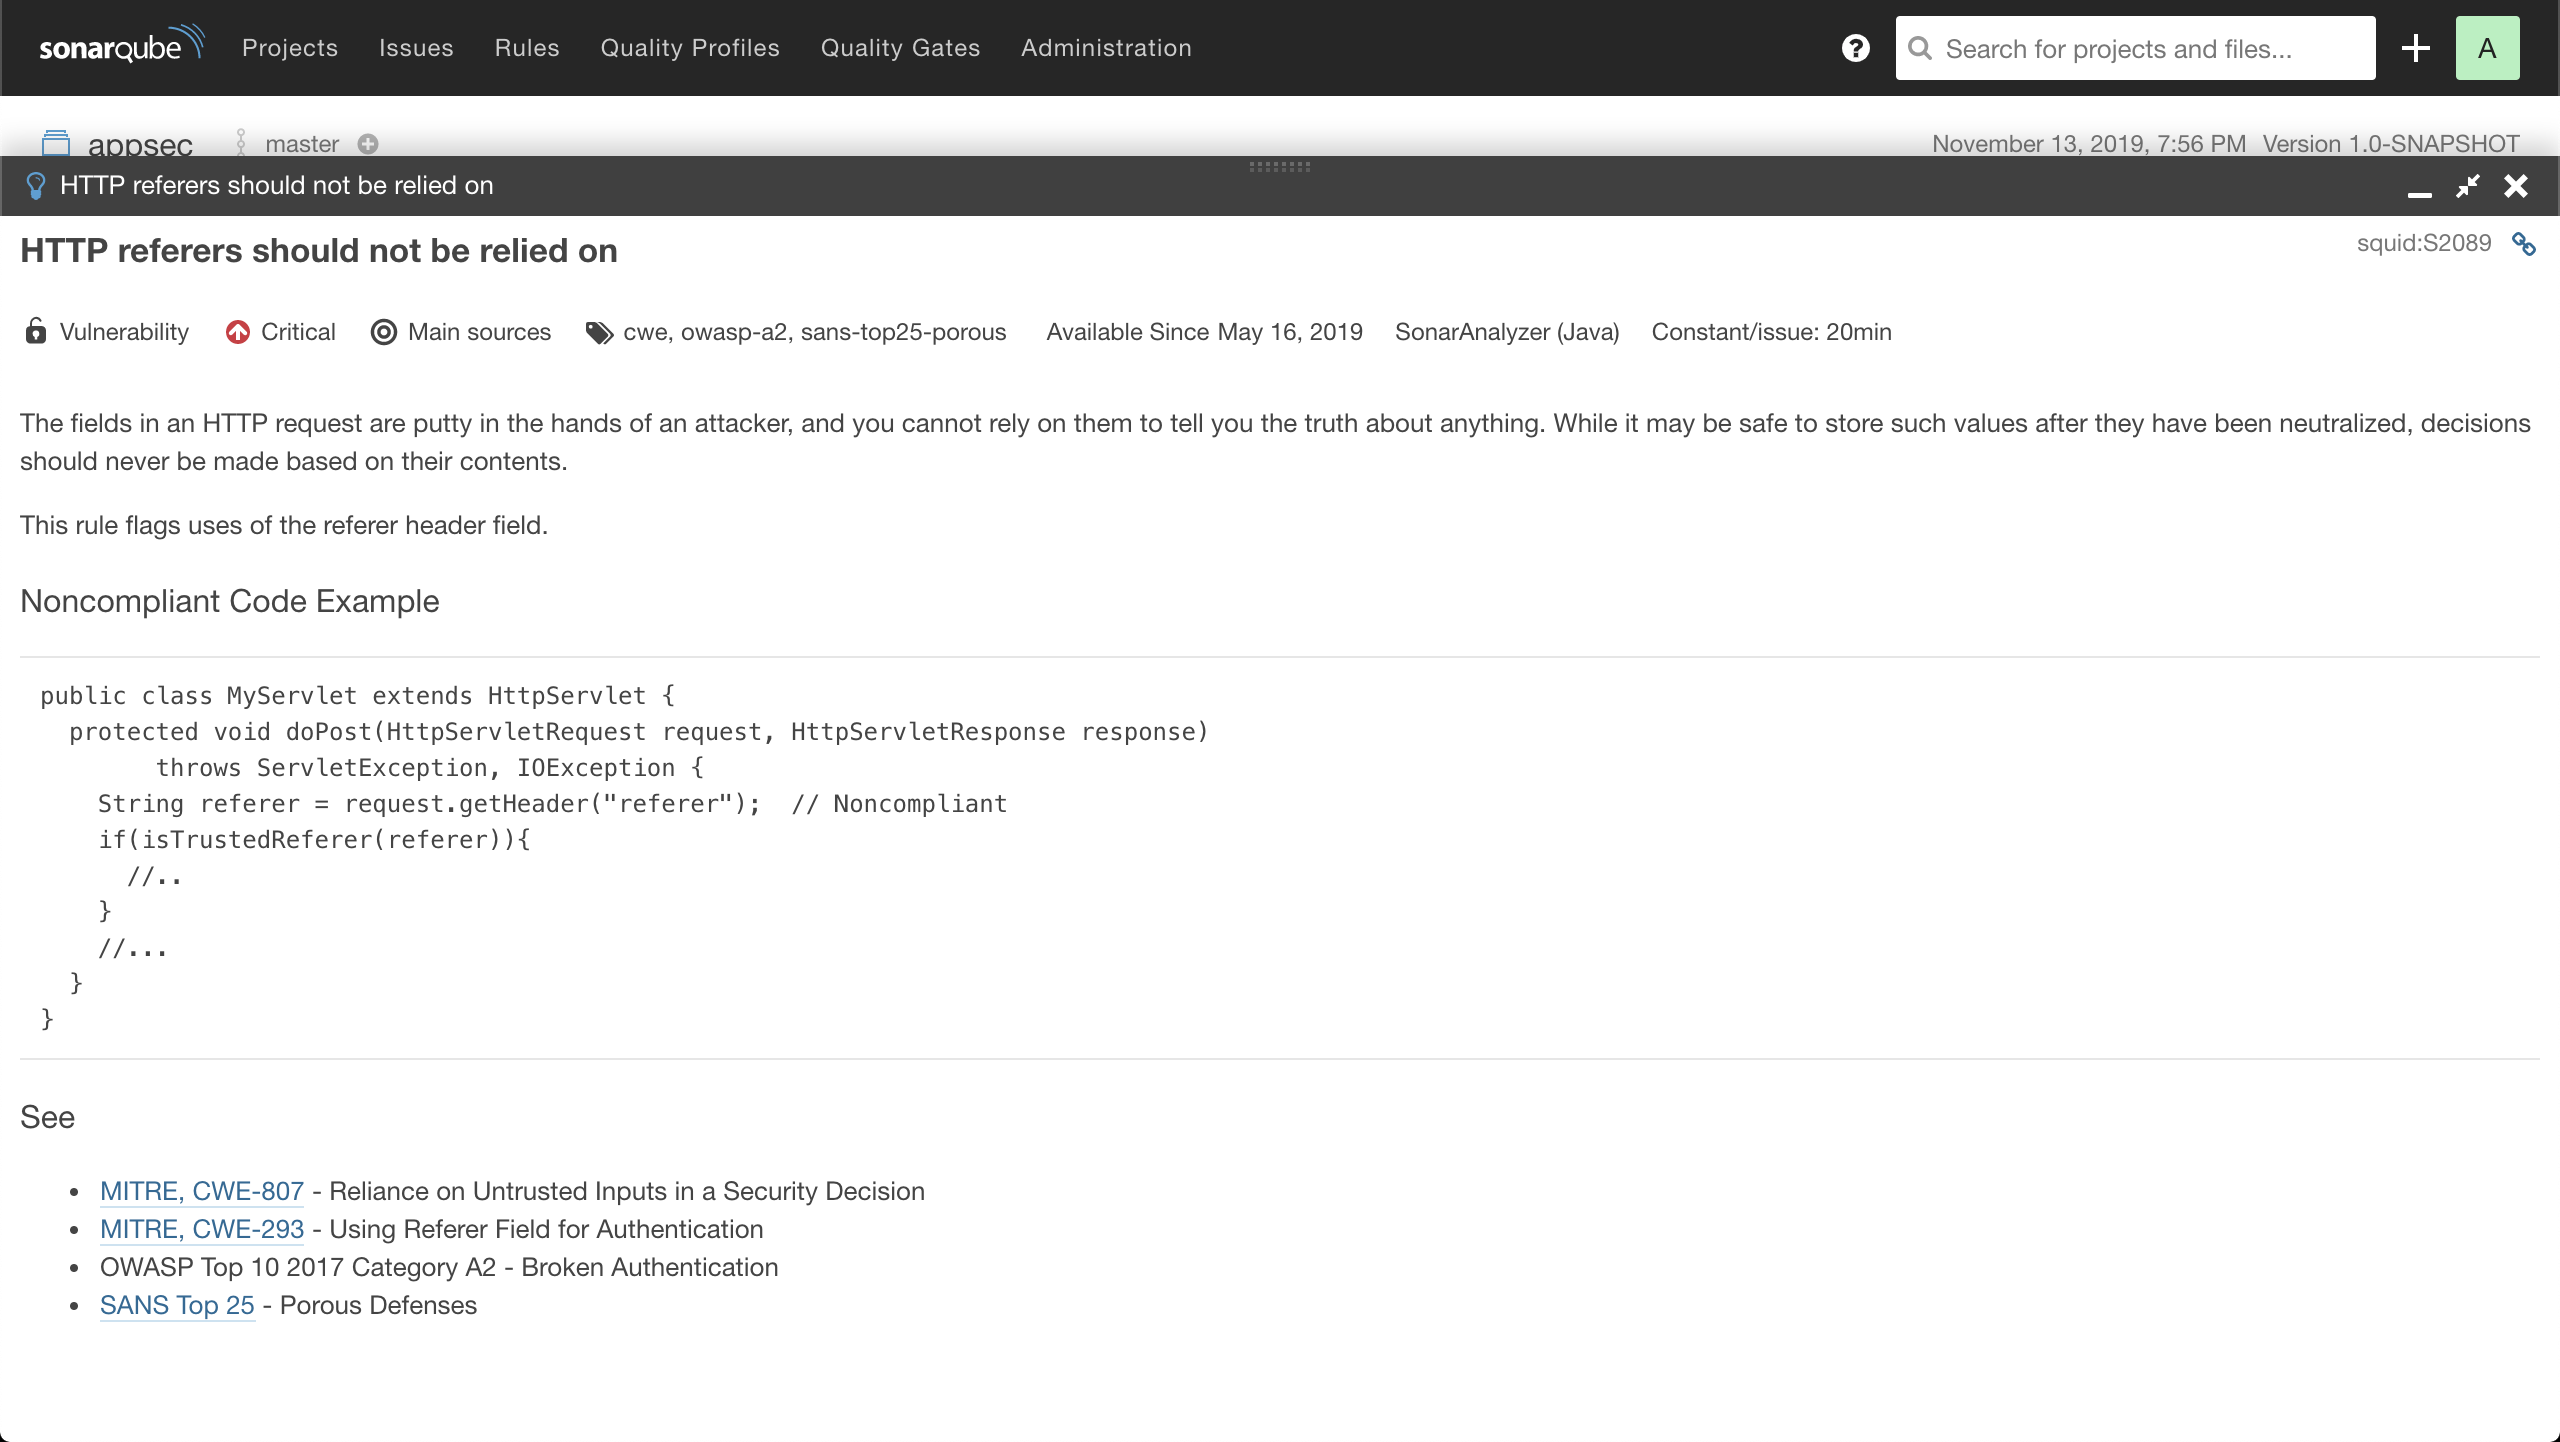 sonarqube Projects Issues Rules Quality Profiles Quality Gates Administration Search for projects and files... A
appsec master November 13, 2019, 7:56 PM Version 1.0-SNAPSHOT
HTTP referers should not be relied on
HTTP referers should not be relied on squid:S2089
Vulnerability Critical Main sources cwe, owasp-a2, sans-top25-porous Available Since May 16, 2019 SonarAnalyzer (Java) Constant/issue: 20min
The fields in an HTTP request are putty in the hands of an attacker, and you cannot rely on them to tell you the truth about anything. While it may be safe to store such values after they have been neutralized, decisions
should never be made based on their contents.
This rule flags uses of the referer header field.
Noncompliant Code Example
public class MyServlet extends HttpServlet {
  protected void doPost(HttpServletRequest request, HttpServletResponse response)
        throws ServletException, IOException {
    String referer = request.getHeader("referer");  // Noncompliant
    if(isTrustedReferer(referer)){
      //..
    }
    //...
  }
}
See
• MITRE, CWE-807 - Reliance on Untrusted Inputs in a Security Decision
• MITRE, CWE-293 - Using Referer Field for Authentication
• OWASP Top 10 2017 Category A2 - Broken Authentication
• SANS Top 25 - Porous Defenses